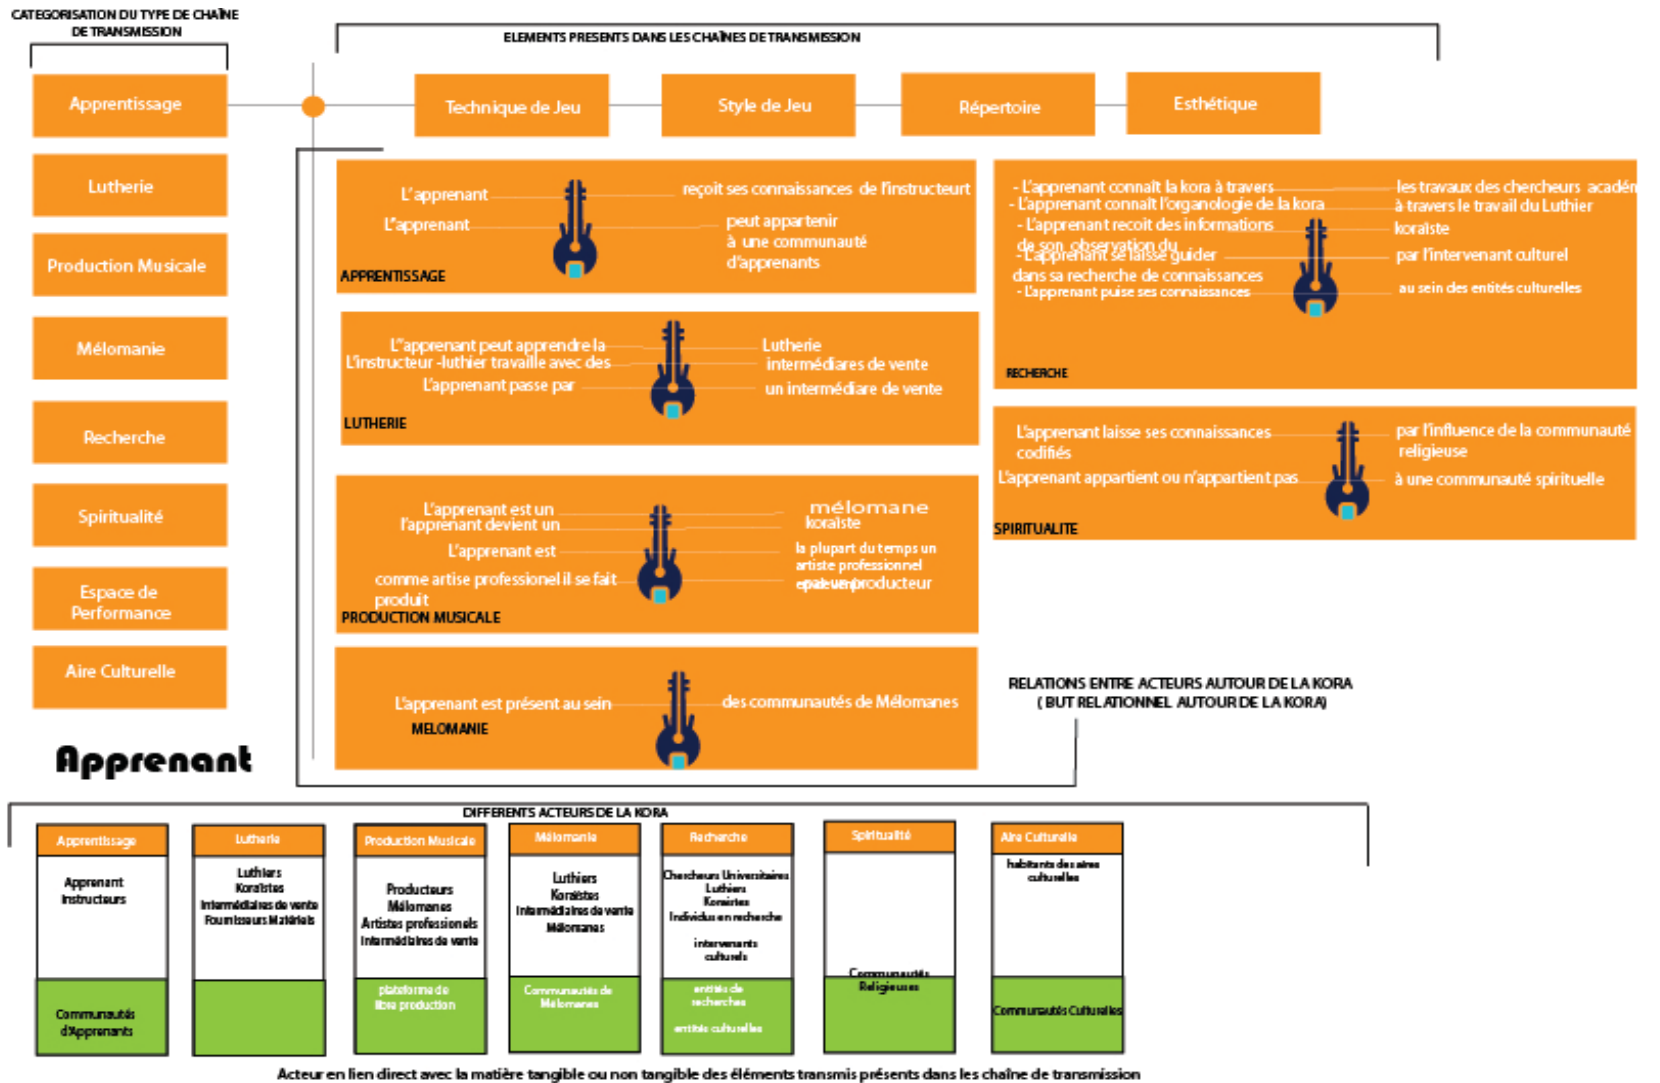 CATEGORISATION DU TYPE DE CHAÎNE
DE TRANSMISSION
ELEMENTS PRESENTS DANS LES CHAÎNES DE TRANSMISSION
Apprentissage
Technique de Jeu
Style de Jeu
Répertoire
Esthétique
Lutherie
Production Musicale
Mélomanie
Recherche
Spiritualité
Espace de
Performance
Aire Culturelle
Apprenant
L'apprenant reçoit ses connaissances de l'instructeurt
L"apprenant peut appartenir
à une communauté
d'apprenants
APPRENTISSAGE
L"apprenant peut apprendre la Lutherie
L'instructeur -luthier travaille avec des intermédiares de vente
L'apprenant passe par un intermédiare de vente
LUTHERIE
L'apprenant est un mélomane
l'apprenant devient un koraïste
L'apprenant est la plupart du temps un
artiste professionnel
comme artise professionel il se fait
produit
par un producteur
PRODUCTION MUSICALE
L'apprenant est présent au sein des communautés de Mélomanes
MELOMANIE
- L'apprenant connaît la kora à travers les travaux des chercheurs acadén
- L'apprenant connaît l'organologie de la kora à travers le travail du Luthier
- L'apprenant recoit des informations koraïste
de son observation du
- L'apprenant se laisse guider par l'intervenant culturel
dans sa recherche de connaissances
- L'apprenant puise ses connaissances au sein des entités culturelles
RECHERCHE
L'apprenant laisse ses connaissances par l'influence de la communauté
codifiés religieuse
L'apprenant appartient ou n'appartient pas à une communauté spirituelle
SPIRITUALITE
RELATIONS ENTRE ACTEURS AUTOUR DE LA KORA
( BUT RELATIONNEL AUTOUR DE LA KORA)
DIFFERENTS ACTEURS DE LA KORA
Apprentissage
Apprenant
Instructeurs
Communautés
d'Apprenants
Lutherie
Luthiers
Koraïstes
Intermédiaires de vente
Fournisseurs Matériels
Production Musicale
Producteurs
Mélomanes
Artistes professionels
Intermédiaires de vente
plateforme de
libre production
Mélomanie
Luthiers
Koraïstes
Intermédiaires de vente
Mélomanes
Communautés de
Mélomanes
Recherche
Chercheurs Universitaires
Luthiers
Koraïstes
Individus en recherche
intervenants
culturels
entités de
recherches
entités culturelles
Spiritualité
Communautés
Religieuses
Aire Culturelle
habitants des aires
culturelles
Communautés Culturelles
Acteur en lien direct avec la matière tangible ou non tangible des éléments transmis présents dans les chaîne de transmission